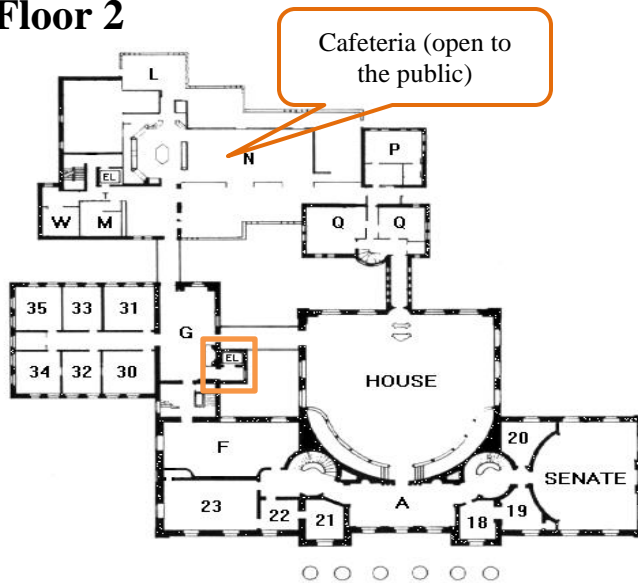 Floor 2
Cafeteria (open to
the public)
L
N
P
EL
T
W
M
Q
Q
35
33
31
G
EL
34
32
30
HOUSE
F
20
SENATE
23
22
21
A
18
19